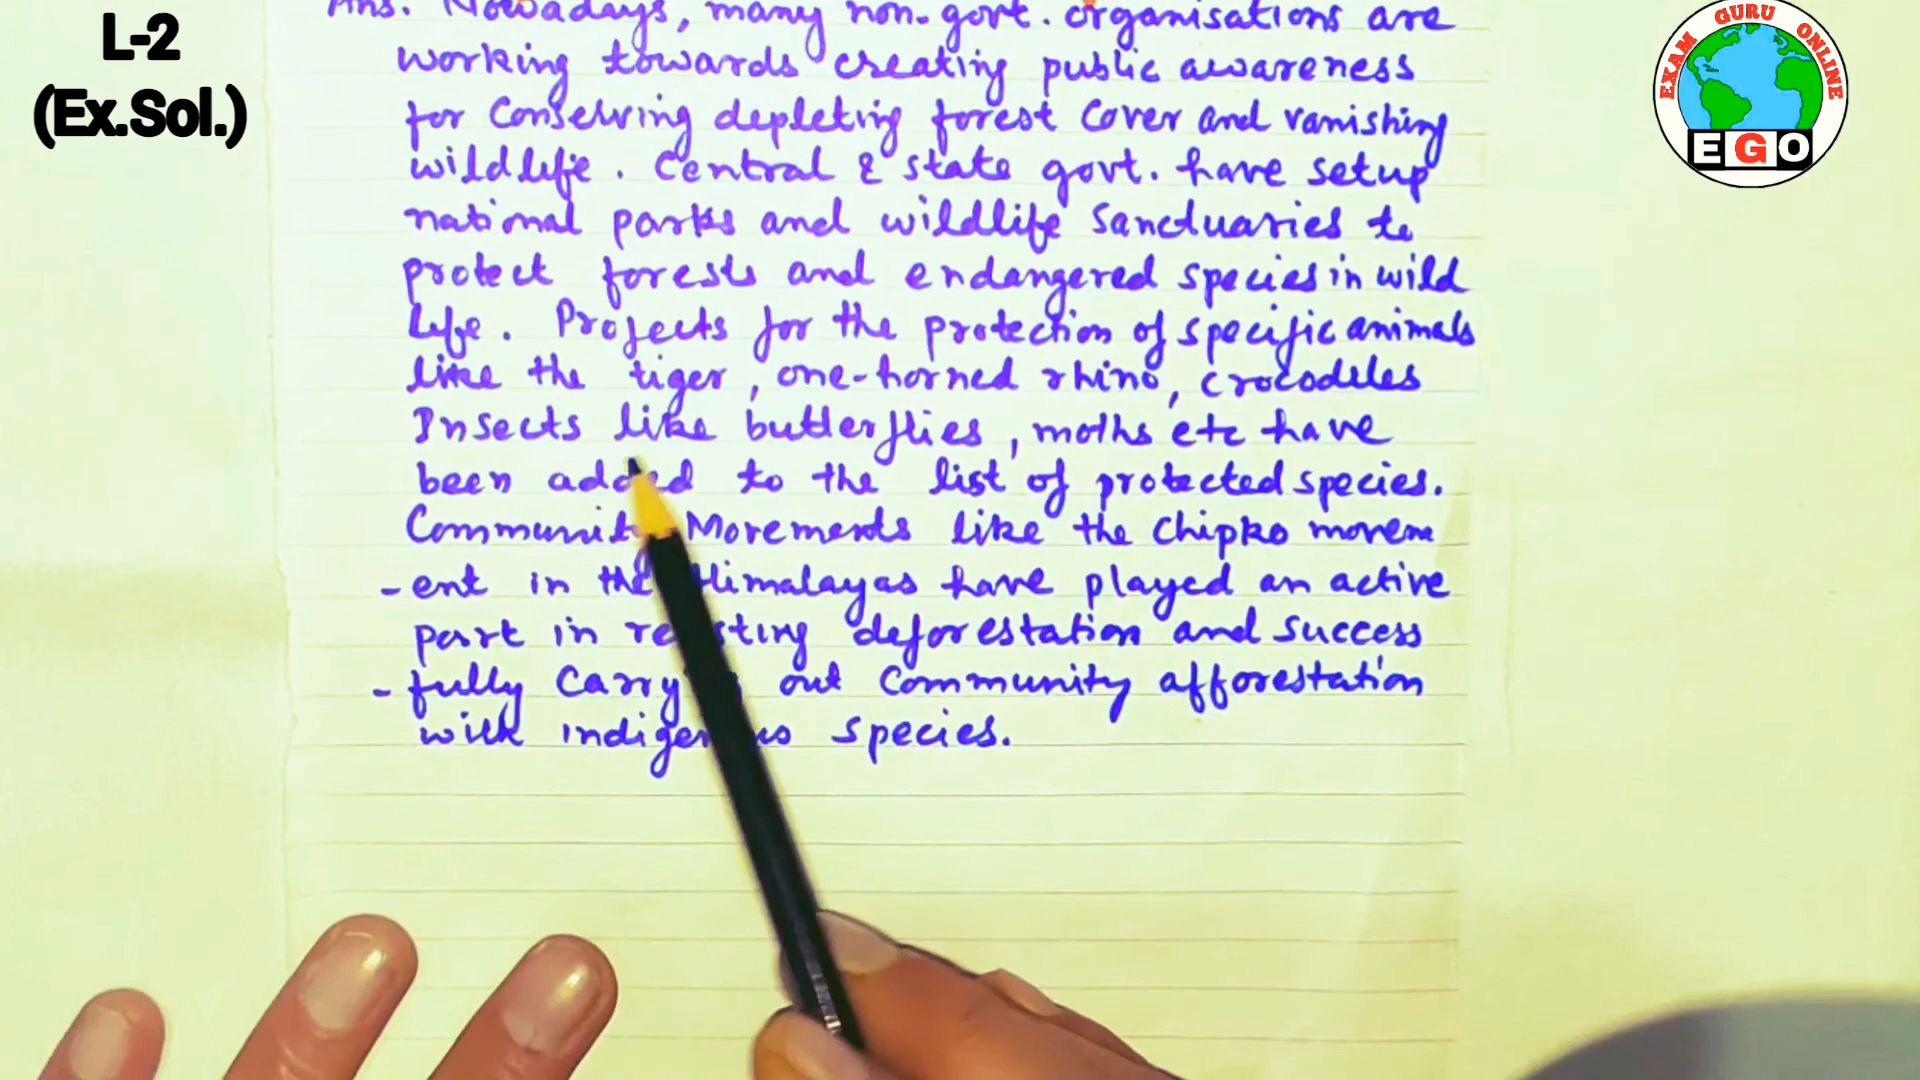 L-2
(Ex.Sol.)
EXAM GURU ONLINE
EGO
Ans. Nowadays, many non-govt. organisations are
working towards creating public awareness
for Conserving depleting forest Cover and vanishing
wildlife. Central & state govt. have setup
national parks and wildlife Sanctuaries to
protect forests and endangered species in wild
life. Projects for the protection of specific animals
like the tiger, one-horned rhino, crocodiles
Insects like butterflies, moths etc have
been added to the list of protected species.
Community Movements like the Chipko movem
-ent in the Himalayas have played an active
part in resisting deforestation and success
-fully Carrying out Community afforestation
with indigenous species.